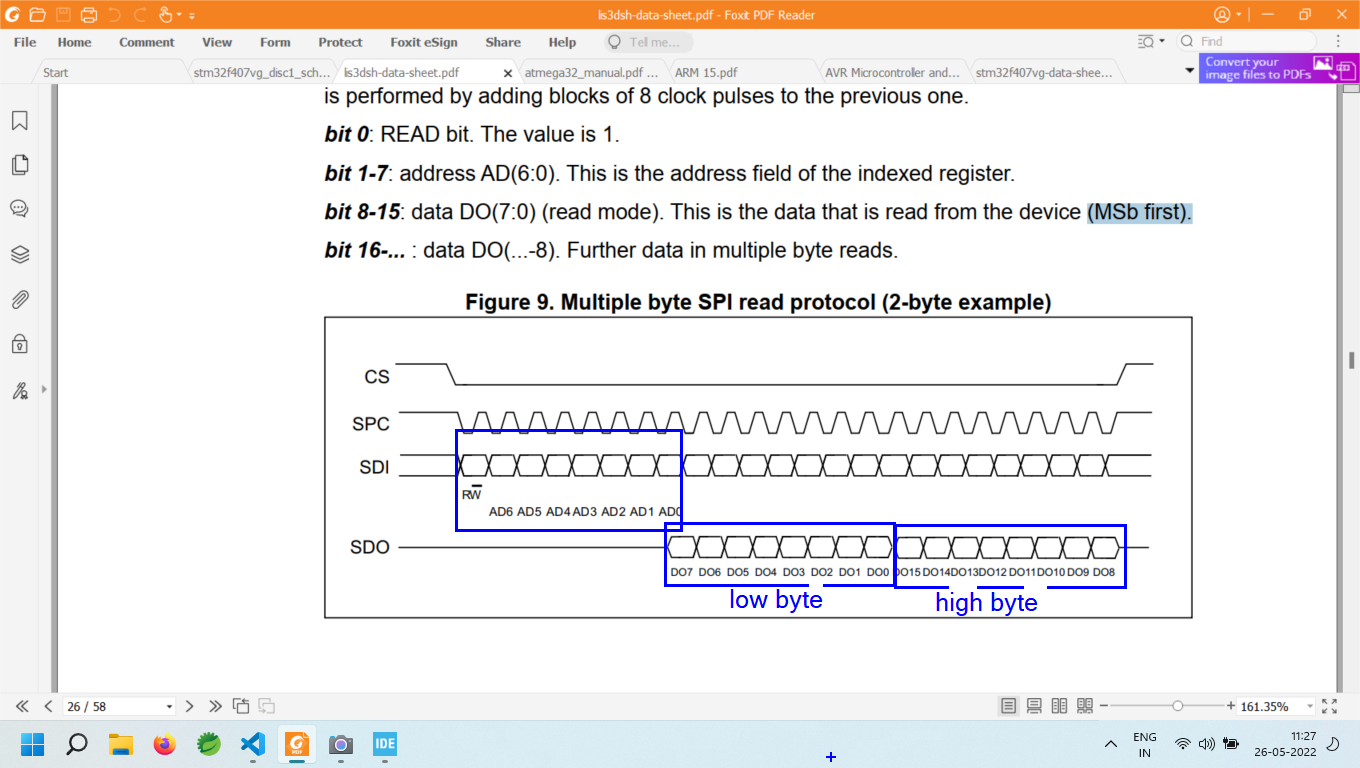 lis3dsh-data-sheet.pdf - Foxit PDF Reader
File Home Comment View Form Protect Foxit eSign Share Help Tell me... Find
Start stm32f407vg_disc1_sch... lis3dsh-data-sheet.pdf atmega32_manual.pdf ... ARM 15.pdf AVR Microcontroller and... stm32f407vg-data-shee...
Convert your
image files to PDFs
is performed by adding blocks of 8 clock pulses to the previous one.
bit 0: READ bit. The value is 1.
bit 1-7: address AD(6:0). This is the address field of the indexed register.
bit 8-15: data DO(7:0) (read mode). This is the data that is read from the device (MSb first).
bit 16-... : data DO(...-8). Further data in multiple byte reads.
Figure 9. Multiple byte SPI read protocol (2-byte example)
CS
SPC
SDI
RW
AD6 AD5 AD4 AD3 AD2 AD1 AD0
SDO
DO7 DO6 DO5 DO4 DO3 DO2 DO1 DO0 DO15 DO14 DO13 DO12 DO11 DO10 DO9 DO8
low byte high byte
26 / 58 161.35%
PDF IDE ENG 11:27
IN 26-05-2022